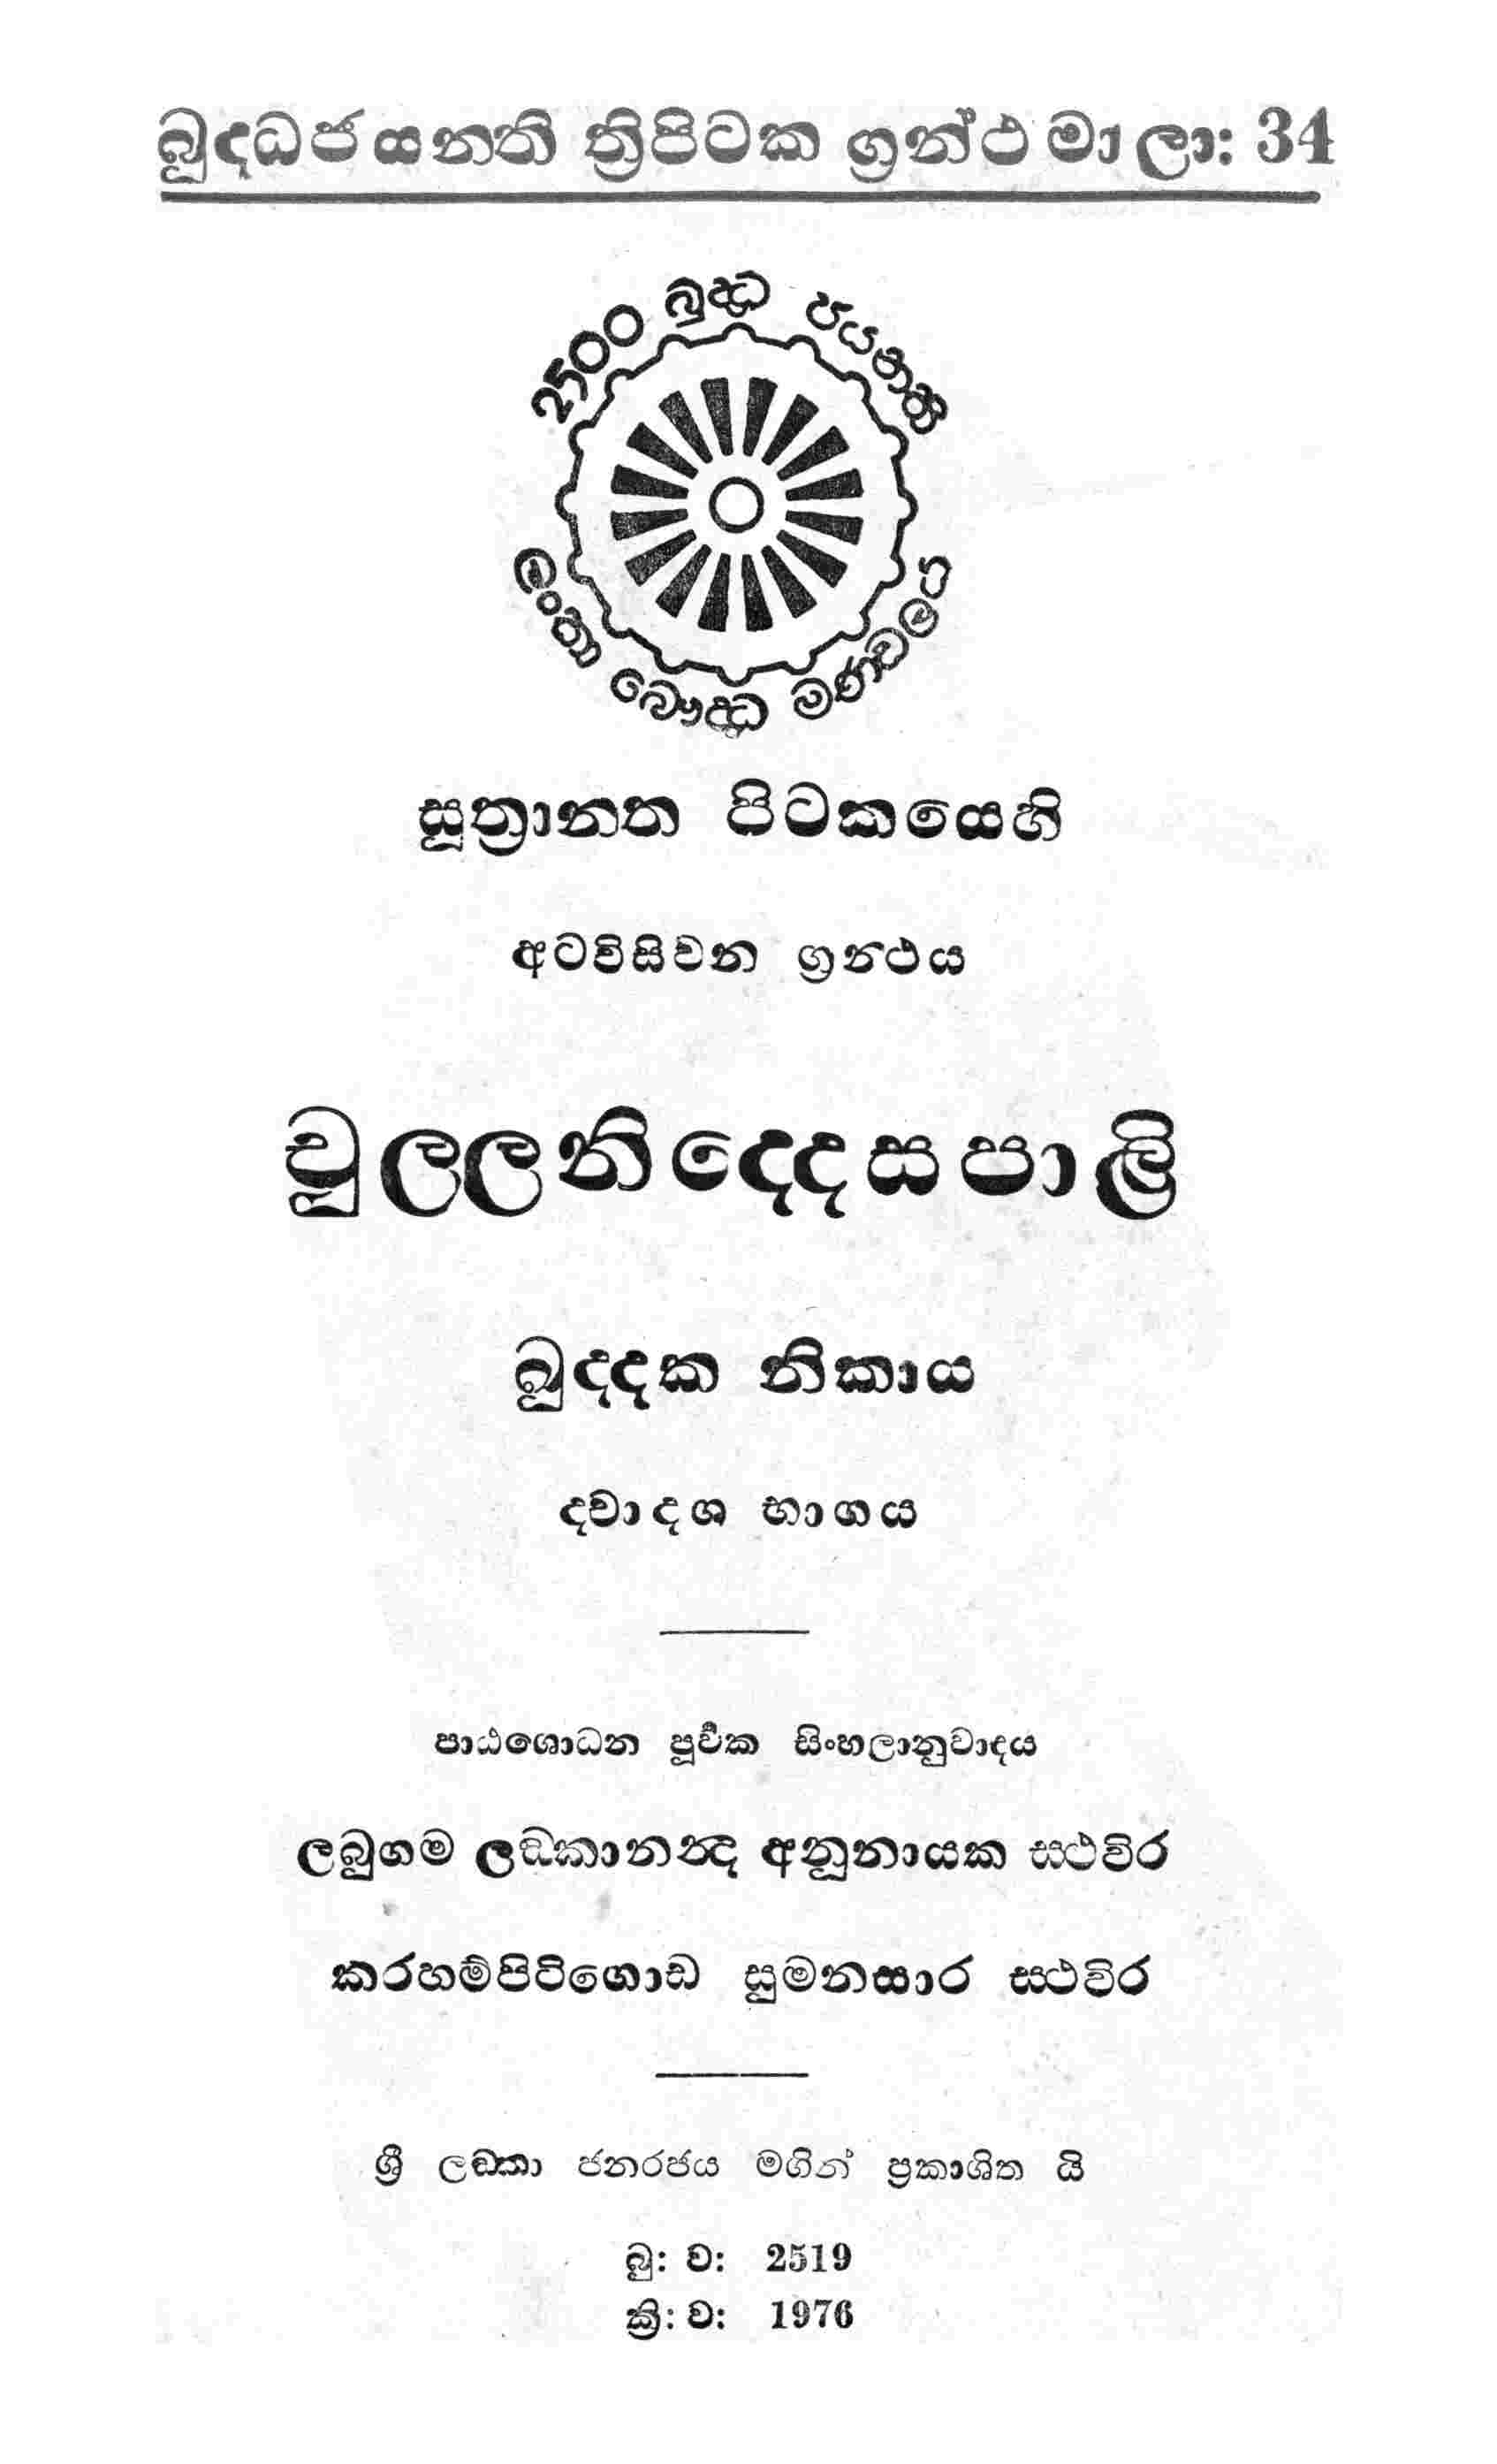 බුද‍්ධජයන‍්ති ත්‍රිපිටක ග්‍රන්ථ මාලා: 34
2500 බුද්ධ ජයන්ති
ලංකා බෞද්ධ මණ්ඩලය
සූත්‍රාන‍්ත පිටකයෙහි
අටවිසිවන ග්‍රන්‍ථය
චූල‍්ලනිද‍්දෙසපාලි
ඛුද‍්දක නිකාය
ද‍්වාදශ භාගය
පාඨශොධන පූර්‍වක සිංහලානුවාදය
ලබුගම ලඞ්කානන්‍ද අනුනායක ස්‍ථවිර
කරහම්පිටිගොඩ සුමනසාර ස්‍ථවිර
ශ්‍රී ලඞ්කා ජනරජය මගින් ප්‍රකාශිත යි
බු: ව: 2519
ක්‍රි: ව: 1976